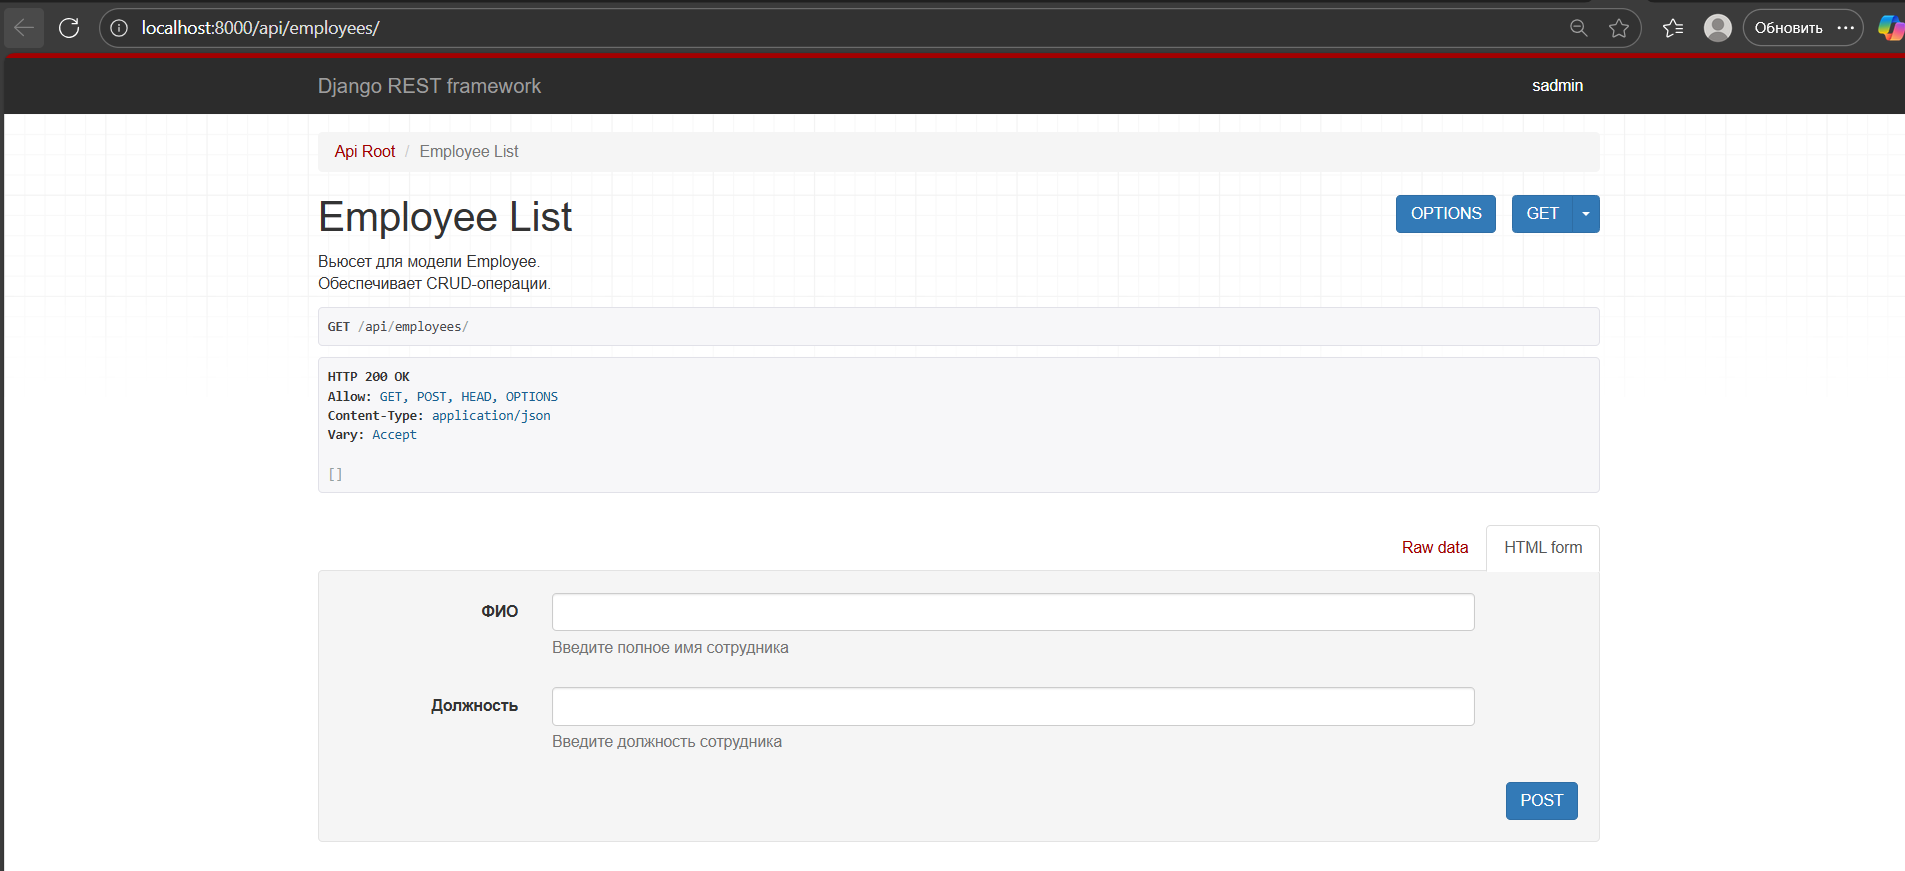 localhost:8000/api/employees/
Обновить
Django REST framework
sadmin
Api Root / Employee List
Employee List
OPTIONS
GET
Вьюсет для модели Employee.
Обеспечивает CRUD-операции.
GET /api/employees/
HTTP 200 OK
Allow: GET, POST, HEAD, OPTIONS
Content-Type: application/json
Vary: Accept
[]
Raw data
HTML form
ФИО
Введите полное имя сотрудника
Должность
Введите должность сотрудника
POST